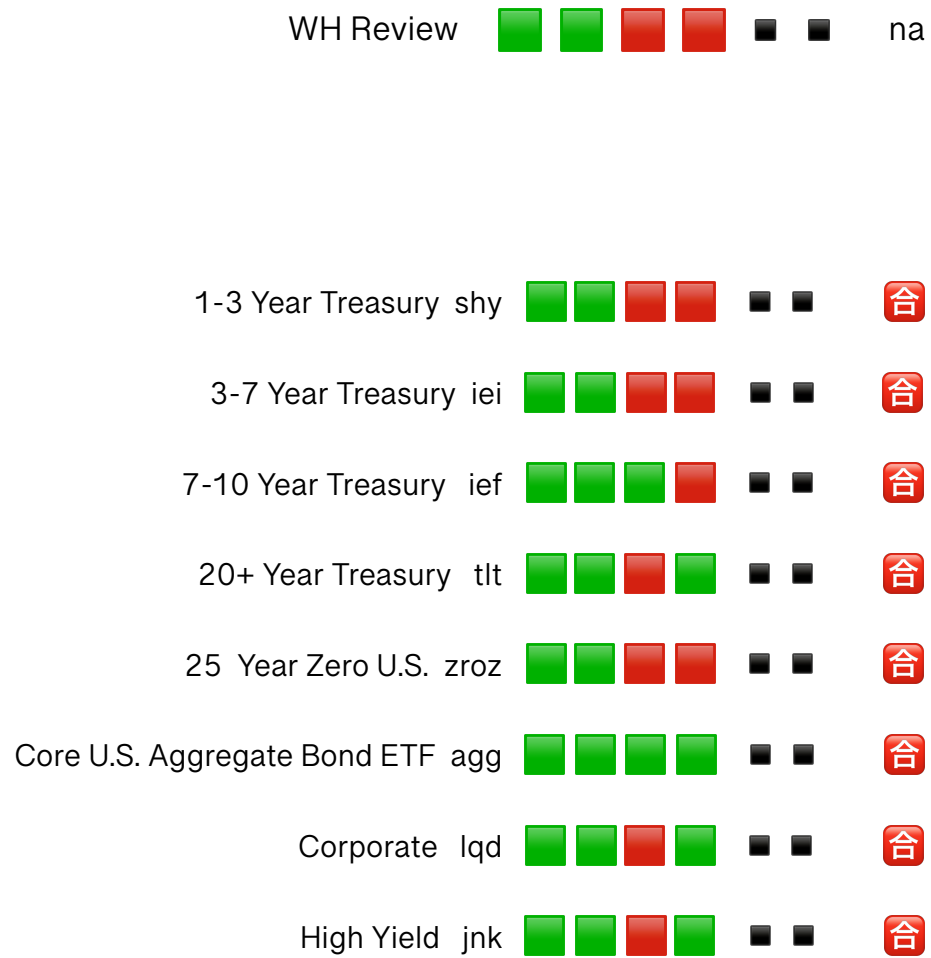 WH Review 🟩 🟩 🟥 🟥 ▪️ ▪️ na
1-3 Year Treasury shy 🟩 🟩 🟥 🟥 ▪️ ▪️ 🈴
3-7 Year Treasury iei 🟩 🟩 🟥 🟥 ▪️ ▪️ 🈴
7-10 Year Treasury ief 🟩 🟩 🟩 🟥 ▪️ ▪️ 🈴
20+ Year Treasury tlt 🟩 🟩 🟥 🟩 ▪️ ▪️ 🈴
25 Year Zero U.S. zroz 🟩 🟩 🟥 🟥 ▪️ ▪️ 🈴
Core U.S. Aggregate Bond ETF agg 🟩 🟩 🟩 🟩 ▪️ ▪️ 🈴
Corporate lqd 🟩 🟩 🟥 🟩 ▪️ ▪️ 🈴
High Yield jnk 🟩 🟩 🟥 🟩 ▪️ ▪️ 🈴